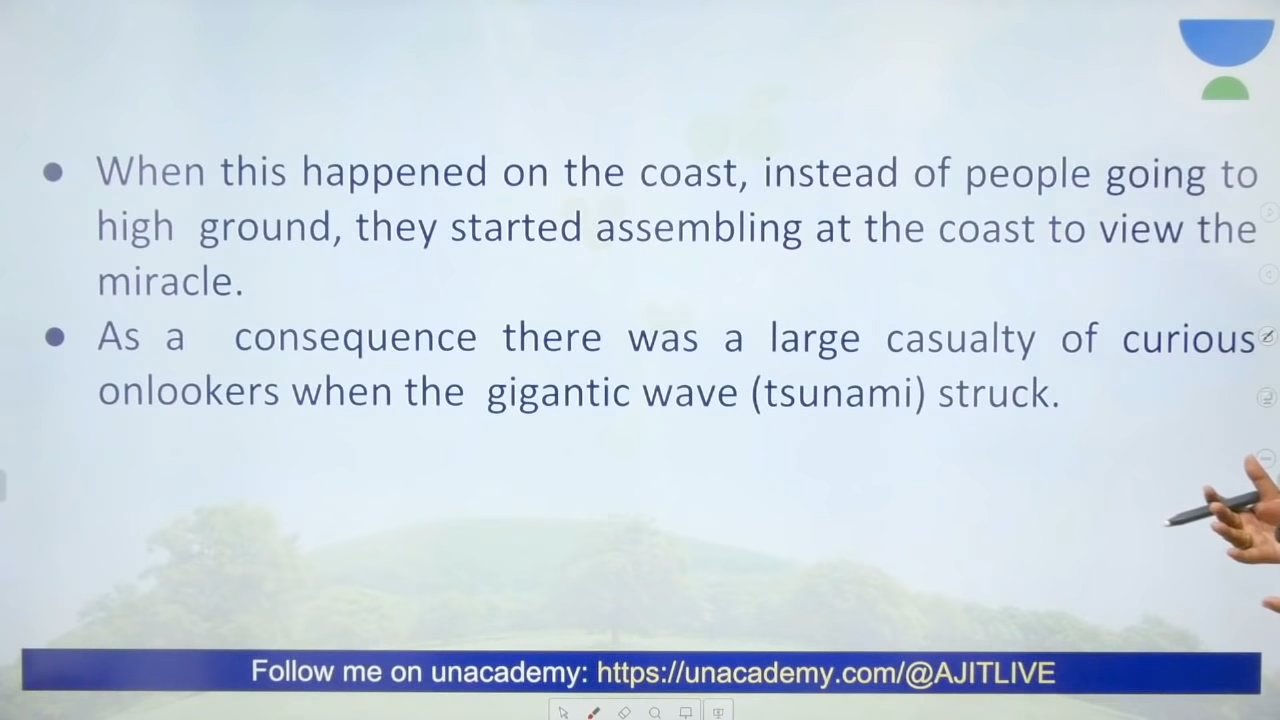 • When this happened on the coast, instead of people going to
high ground, they started assembling at the coast to view the
miracle.
• As a consequence there was a large casualty of curious
onlookers when the gigantic wave (tsunami) struck.
Follow me on unacademy: https://unacademy.com/@AJITLIVE